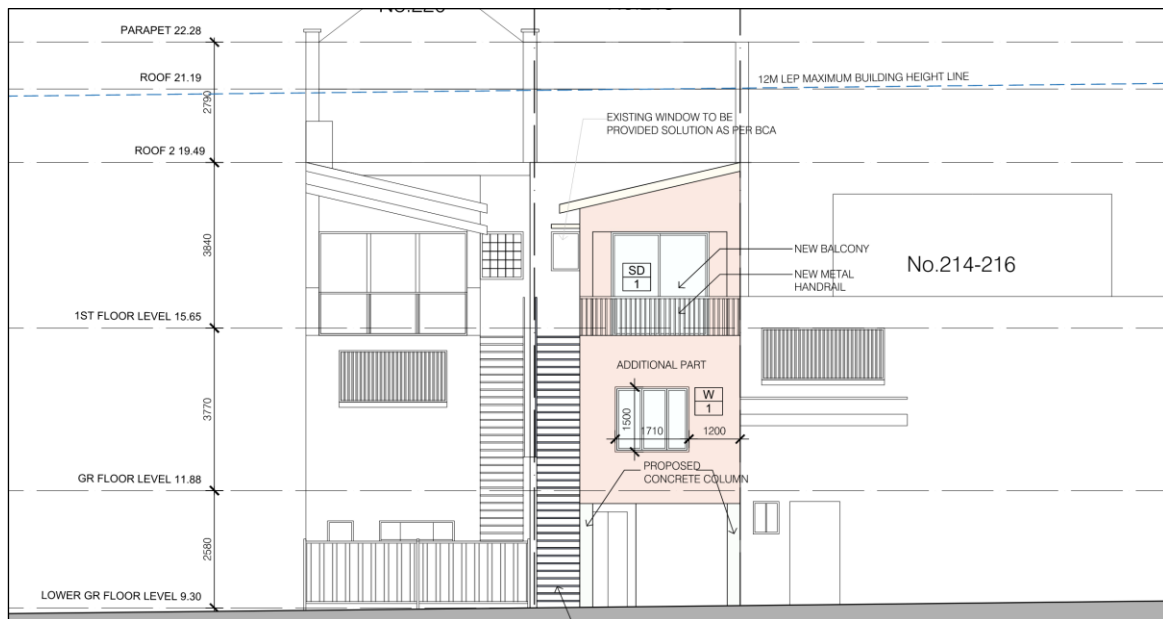 PARAPET 22.28
ROOF 21.19
12M LEP MAXIMUM BUILDING HEIGHT LINE
2790
EXISTING WINDOW TO BE
PROVIDED SOLUTION AS PER BCA
ROOF 2 19.49
3840
NEW BALCONY
No.214-216
SD
1
NEW METAL
HANDRAIL
1ST FLOOR LEVEL 15.65
ADDITIONAL PART
3770
W
1
1500
1710
1200
PROPOSED
CONCRETE COLUMN
GR FLOOR LEVEL 11.88
2580
LOWER GR FLOOR LEVEL 9.30